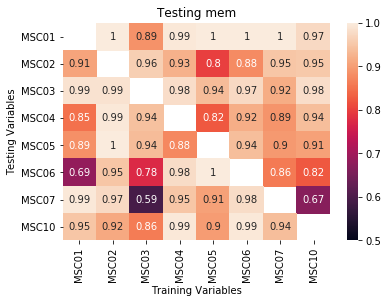 Testing mem
MSC01 1 0.89 0.99 1 1 1 0.97
MSC02 0.91 0.96 0.93 0.8 0.88 0.95 0.95
MSC03 0.99 0.99 0.98 0.94 0.97 0.92 0.98
MSC04 0.85 0.99 0.94 0.82 0.92 0.89 0.94
MSC05 0.89 1 0.94 0.88 0.94 0.9 0.91
MSC06 0.69 0.95 0.78 0.98 1 0.86 0.82
MSC07 0.99 0.97 0.59 0.95 0.91 0.98 0.67
MSC10 0.95 0.92 0.86 0.99 0.9 0.99 0.94
MSC01 MSC02 MSC03 MSC04 MSC05 MSC06 MSC07 MSC10
Training Variables
Testing Variables
1.0
0.9
0.8
0.7
0.6
0.5